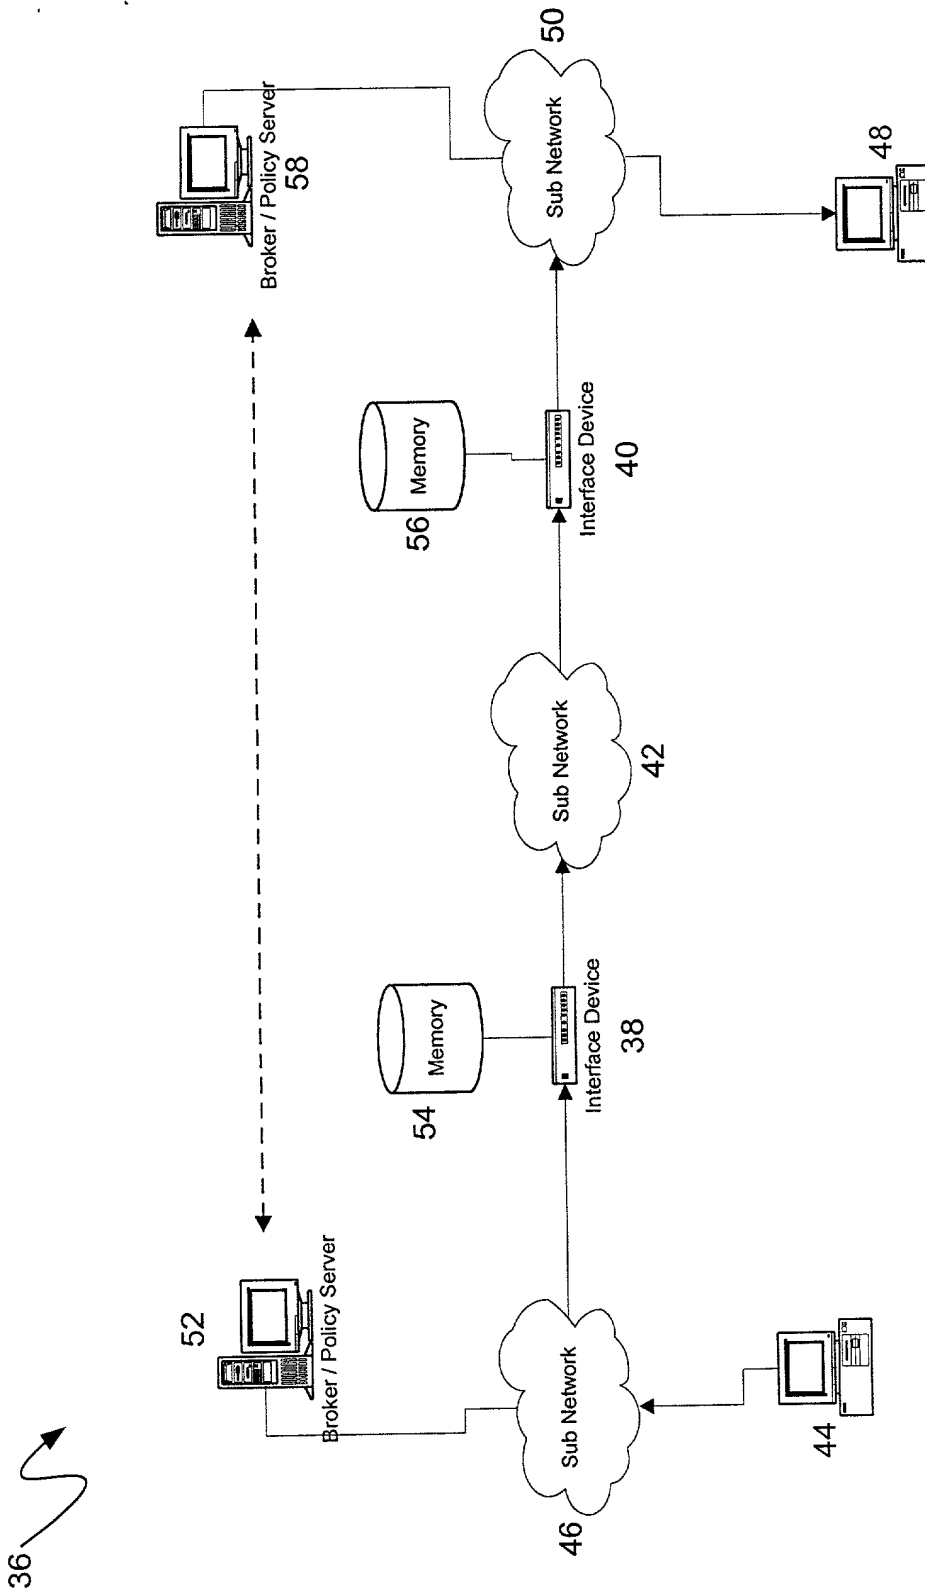 36
52
Broker / Policy Server
Broker / Policy Server
58
54
Memory
56
Memory
46
Sub Network
Interface Device
38
Sub Network
42
Interface Device
40
Sub Network
50
44
48